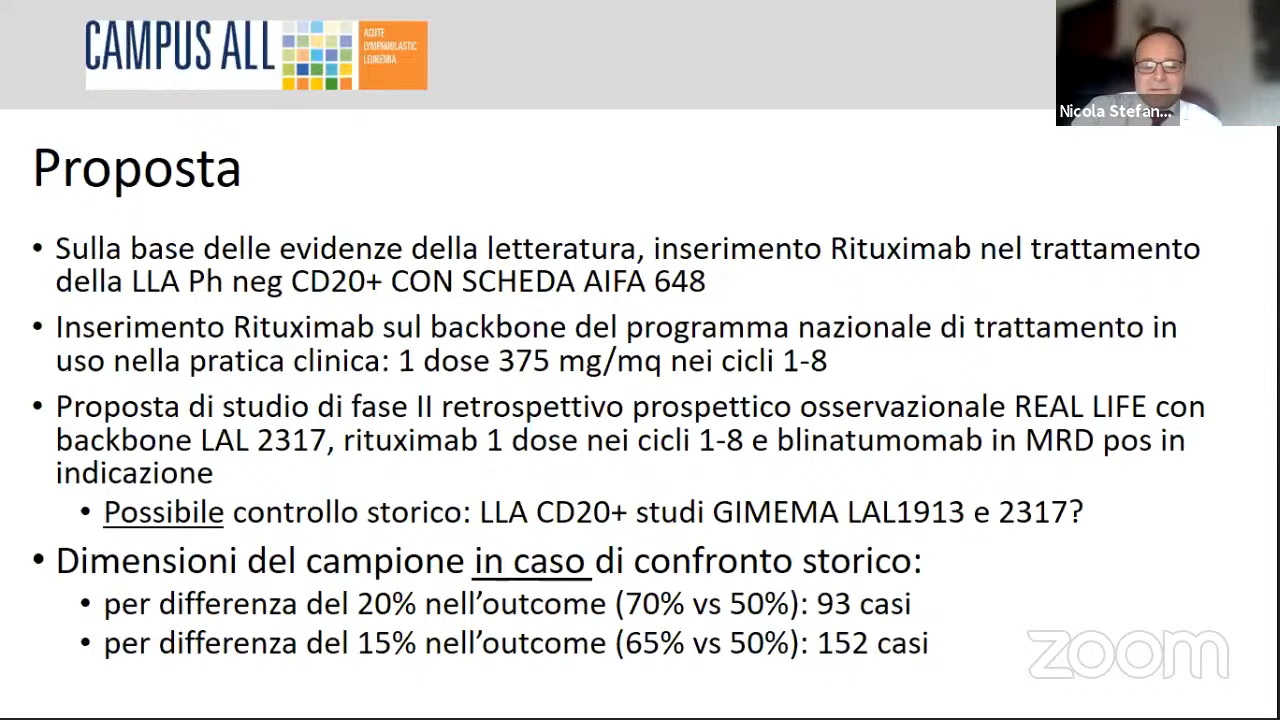 CAMPUS ALL
ACUTE
LYMPHOBLASTIC
LEUKEMIA
Nicola Stefan...
Proposta
• Sulla base delle evidenze della letteratura, inserimento Rituximab nel trattamento
della LLA Ph neg CD20+ CON SCHEDA AIFA 648
• Inserimento Rituximab sul backbone del programma nazionale di trattamento in
uso nella pratica clinica: 1 dose 375 mg/mq nei cicli 1-8
• Proposta di studio di fase II retrospettivo prospettico osservazionale REAL LIFE con
backbone LAL 2317, rituximab 1 dose nei cicli 1-8 e blinatumomab in MRD pos in
indicazione
• Possibile controllo storico: LLA CD20+ studi GIMEMA LAL1913 e 2317?
• Dimensioni del campione in caso di confronto storico:
• per differenza del 20% nell’outcome (70% vs 50%): 93 casi
• per differenza del 15% nell’outcome (65% vs 50%): 152 casi
zoom